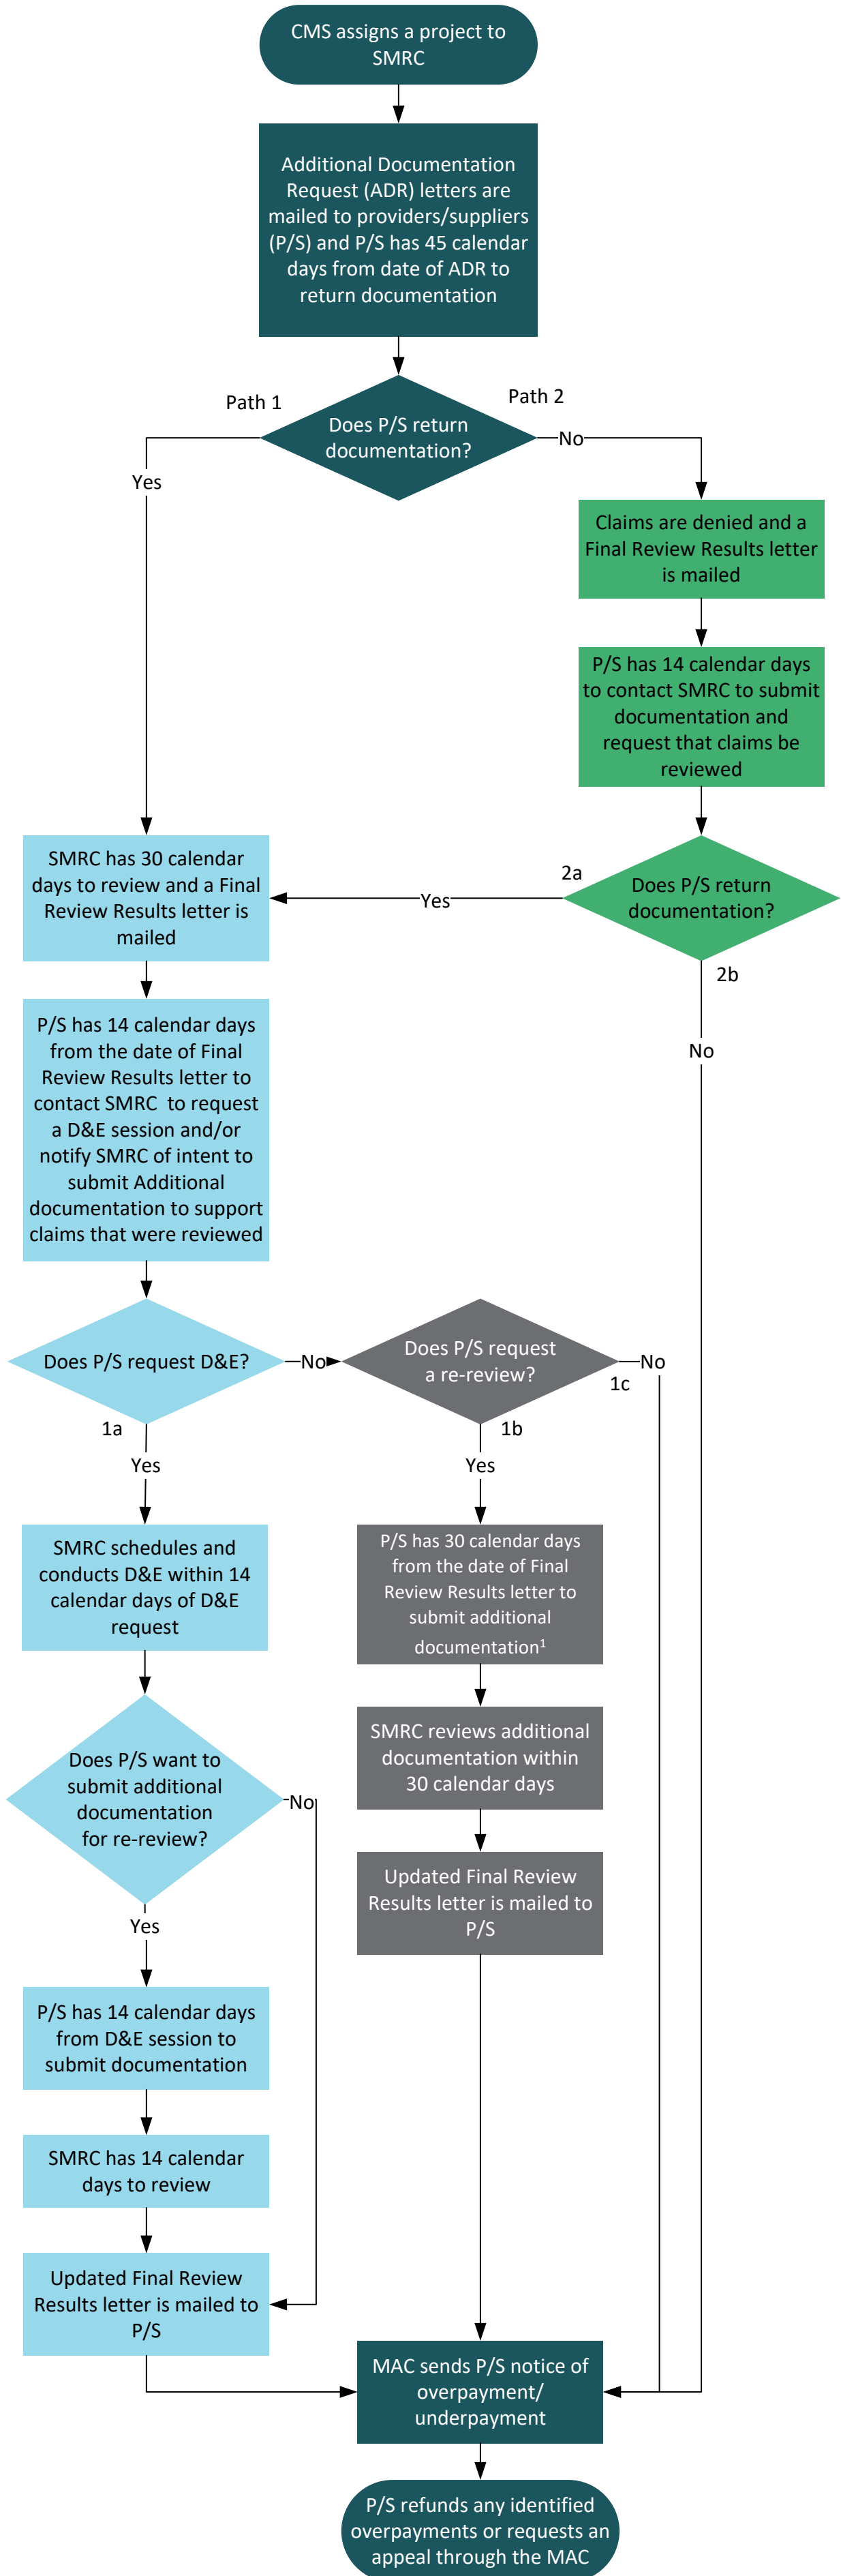 CMS assigns a project to
SMRC
Additional Documentation
Request (ADR) letters are
mailed to providers/suppliers
(P/S) and P/S has 45 calendar
days from date of ADR to
return documentation
Path 1
Path 2
Does P/S return
documentation?
No
Yes
Claims are denied and a
Final Review Results letter
is mailed
P/S has 14 calendar days
to contact SMRC to submit
documentation and
request that claims be
reviewed
SMRC has 30 calendar
days to review and a Final
Review Results letter is
mailed
Yes
2a
Does P/S return
documentation?
2b
No
P/S has 14 calendar days
from the date of Final
Review Results letter to
contact SMRC to request
a D&E session and/or
notify SMRC of intent to
submit Additional
documentation to support
claims that were reviewed
Does P/S request D&E?
No
Does P/S request
a re-review?
No
1c
1a
Yes
1b
Yes
SMRC schedules and
conducts D&E within 14
calendar days of D&E
request
P/S has 30 calendar days
from the date of Final
Review Results letter to
submit additional
documentation¹
Does P/S want to
submit additional
documentation
for re-review?
No
Yes
SMRC reviews additional
documentation within
30 calendar days
Updated Final Review
Results letter is mailed to
P/S
P/S has 14 calendar days
from D&E session to
submit documentation
SMRC has 14 calendar
days to review
Updated Final Review
Results letter is mailed to
P/S
MAC sends P/S notice of
overpayment/
underpayment
P/S refunds any identified
overpayments or requests an
appeal through the MAC